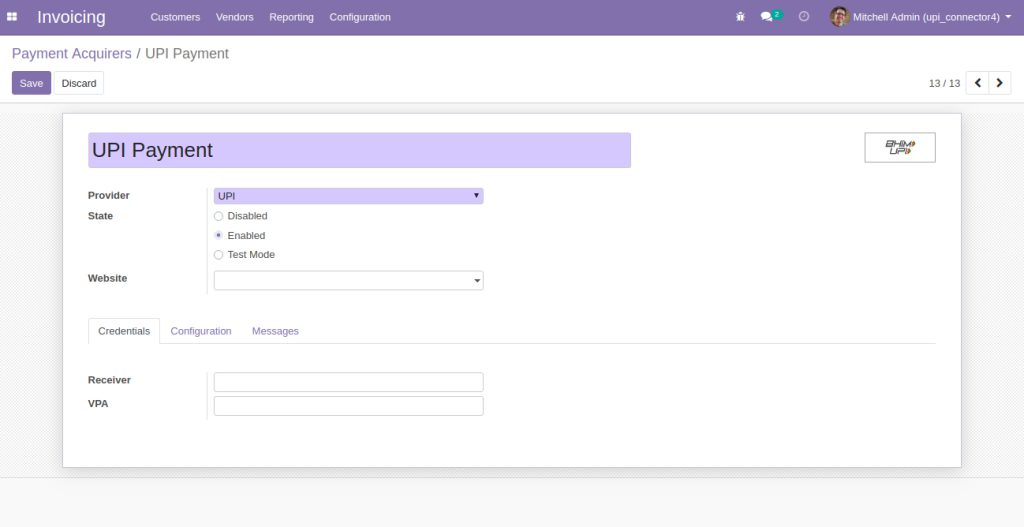 Invoicing Customers Vendors Reporting Configuration 2 Mitchell Admin (upi_connector4)
Payment Acquirers / UPI Payment
Save Discard 13 / 13
UPI Payment
BHIM
UPI
Provider UPI
State Disabled
Enabled
Test Mode
Website
Credentials Configuration Messages
Receiver
VPA